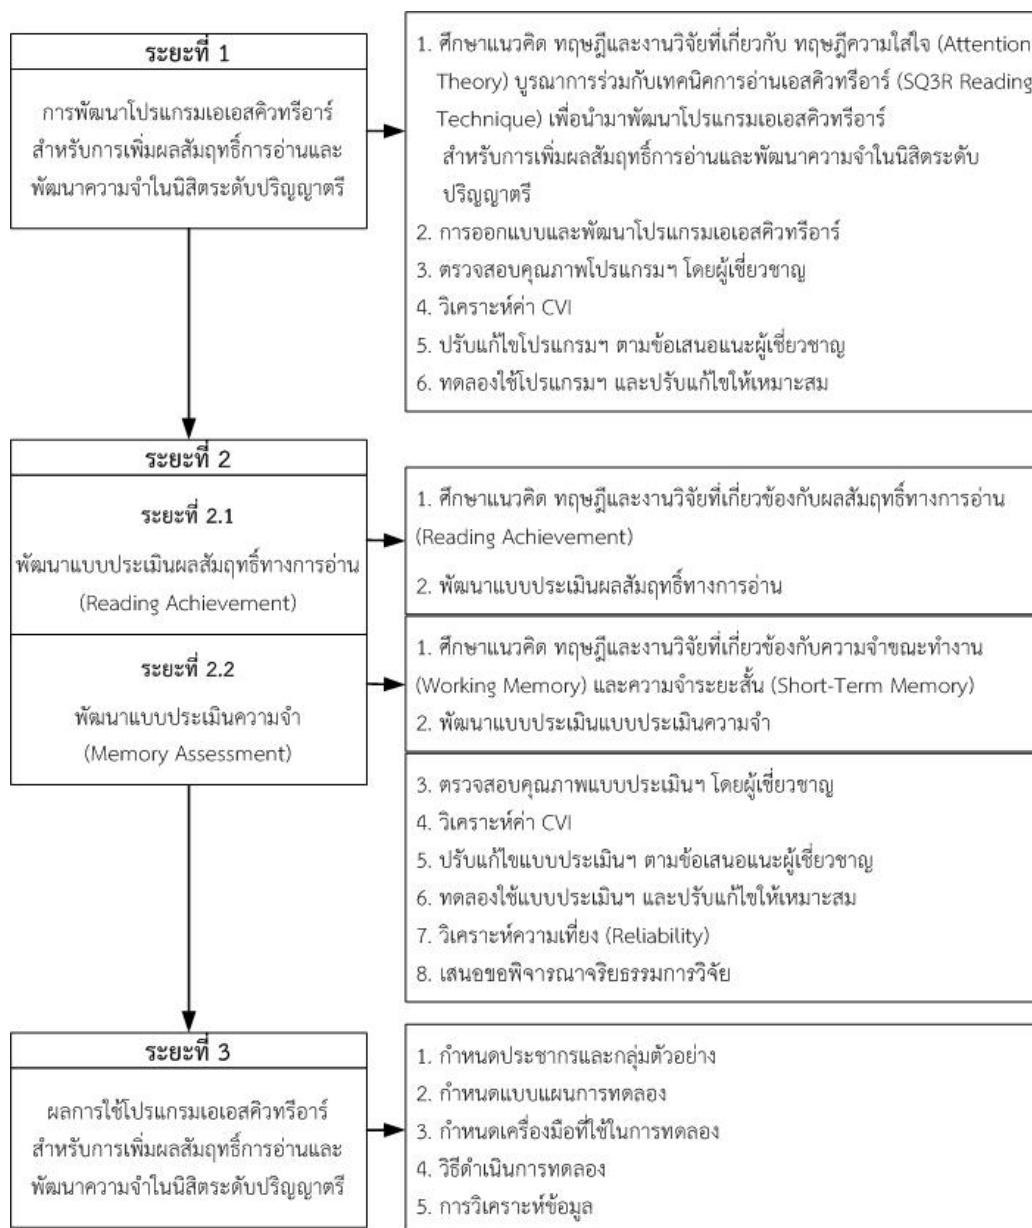 ระยะที่ 1
การพัฒนาโปรแกรมเอเอสคิวทรีอาร์
สำหรับการเพิ่มผลสัมฤทธิ์การอ่านและ
พัฒนาความจำในนิสิตระดับปริญญาตรี
1. ศึกษาแนวคิด ทฤษฎีและงานวิจัยที่เกี่ยวกับ ทฤษฎีความใส่ใจ (Attention
Theory) บูรณาการร่วมกับเทคนิคการอ่านเอสคิวทรีอาร์ (SQ3R Reading
Technique) เพื่อนำมาพัฒนาโปรแกรมเอเอสคิวทรีอาร์
สำหรับการเพิ่มผลสัมฤทธิ์การอ่านและพัฒนาความจำในนิสิตระดับ
ปริญญาตรี
2. การออกแบบและพัฒนาโปรแกรมเอเอสคิวทรีอาร์
3. ตรวจสอบคุณภาพโปรแกรมฯ โดยผู้เชี่ยวชาญ
4. วิเคราะห์ค่า CVI
5. ปรับแก้ไขโปรแกรมฯ ตามข้อเสนอแนะผู้เชี่ยวชาญ
6. ทดลองใช้โปรแกรมฯ และปรับแก้ไขให้เหมาะสม
ระยะที่ 2
ระยะที่ 2.1
พัฒนาแบบประเมินผลสัมฤทธิ์ทางการอ่าน
(Reading Achievement)
1. ศึกษาแนวคิด ทฤษฎีและงานวิจัยที่เกี่ยวข้องกับผลสัมฤทธิ์ทางการอ่าน
(Reading Achievement)
2. พัฒนาแบบประเมินผลสัมฤทธิ์ทางการอ่าน
ระยะที่ 2.2
พัฒนาแบบประเมินความจำ
(Memory Assessment)
1. ศึกษาแนวคิด ทฤษฎีและงานวิจัยที่เกี่ยวข้องกับความจำขณะทำงาน
(Working Memory) และความจำระยะสั้น (Short-Term Memory)
2. พัฒนาแบบประเมินแบบประเมินความจำ
3. ตรวจสอบคุณภาพแบบประเมินฯ โดยผู้เชี่ยวชาญ
4. วิเคราะห์ค่า CVI
5. ปรับแก้ไขแบบประเมินฯ ตามข้อเสนอแนะผู้เชี่ยวชาญ
6. ทดลองใช้แบบประเมินฯ และปรับแก้ไขให้เหมาะสม
7. วิเคราะห์ความเที่ยง (Reliability)
8. เสนอขอพิจารณาจริยธรรมการวิจัย
ระยะที่ 3
ผลการใช้โปรแกรมเอเอสคิวทรีอาร์
สำหรับการเพิ่มผลสัมฤทธิ์การอ่านและ
พัฒนาความจำในนิสิตระดับปริญญาตรี
1. กำหนดประชากรและกลุ่มตัวอย่าง
2. กำหนดแบบแผนการทดลอง
3. กำหนดเครื่องมือที่ใช้ในการทดลอง
4. วิธีดำเนินการทดลอง
5. การวิเคราะห์ข้อมูล